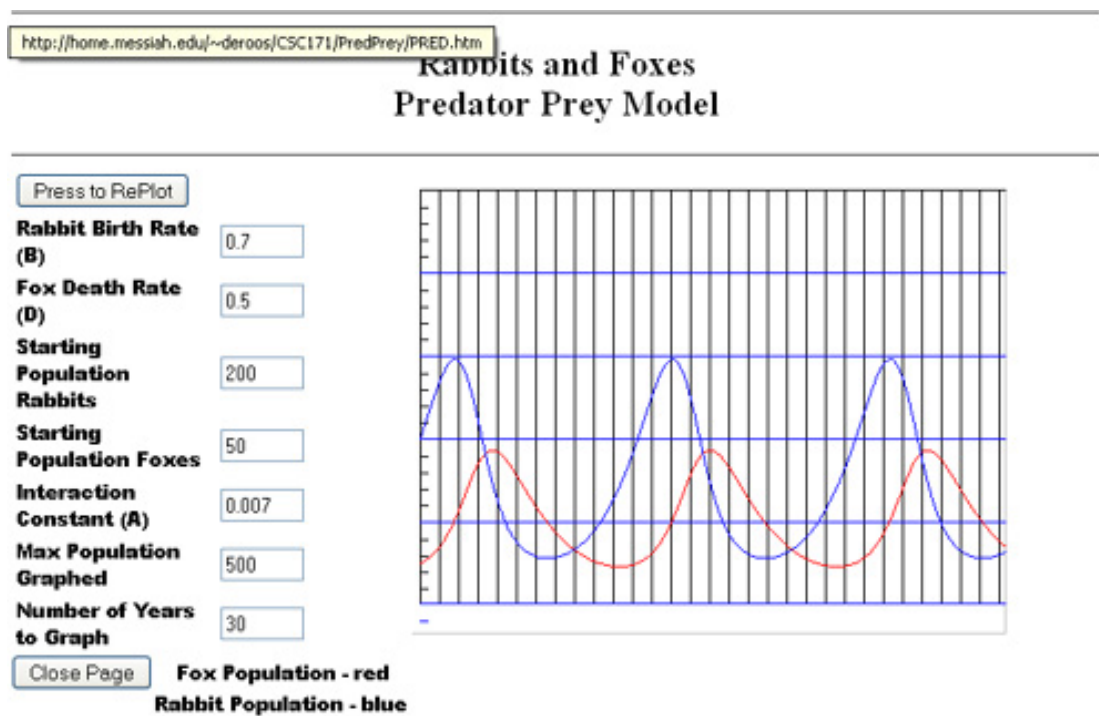 http://home.messiah.edu/~deroos/CSC171/PredPrey/PRED.htm
Rabbits and Foxes
Predator Prey Model
Press to RePlot
Rabbit Birth Rate
(B)
0.7
Fox Death Rate
(D)
0.5
Starting
Population
Rabbits
200
Starting
Population Foxes
50
Interaction
Constant (A)
0.007
Max Population
Graphed
500
Number of Years
to Graph
30
Close Page
Fox Population - red
Rabbit Population - blue